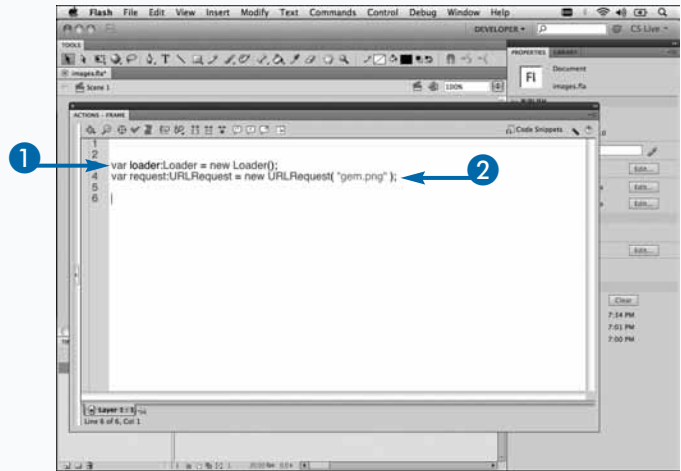 Flash File Edit View Insert Modify Text Commands Control Debug Window Help
DEVELOPER CS Live
TOOLS
PROPERTIES LIBRARY
images.fla*
Scene 1
100%
Fl
Document
images.fla
ACTIONS - FRAME
Code Snippets
1
2
3
4
5
6
var loader:Loader = new Loader();
var request:URLRequest = new URLRequest( "gem.png" );
1
2
Edit...
Edit...
Edit...
Edit...
Clear
7:34 PM
7:01 PM
7:00 PM
Layer 1 : 1
Line 6 of 6, Col 1